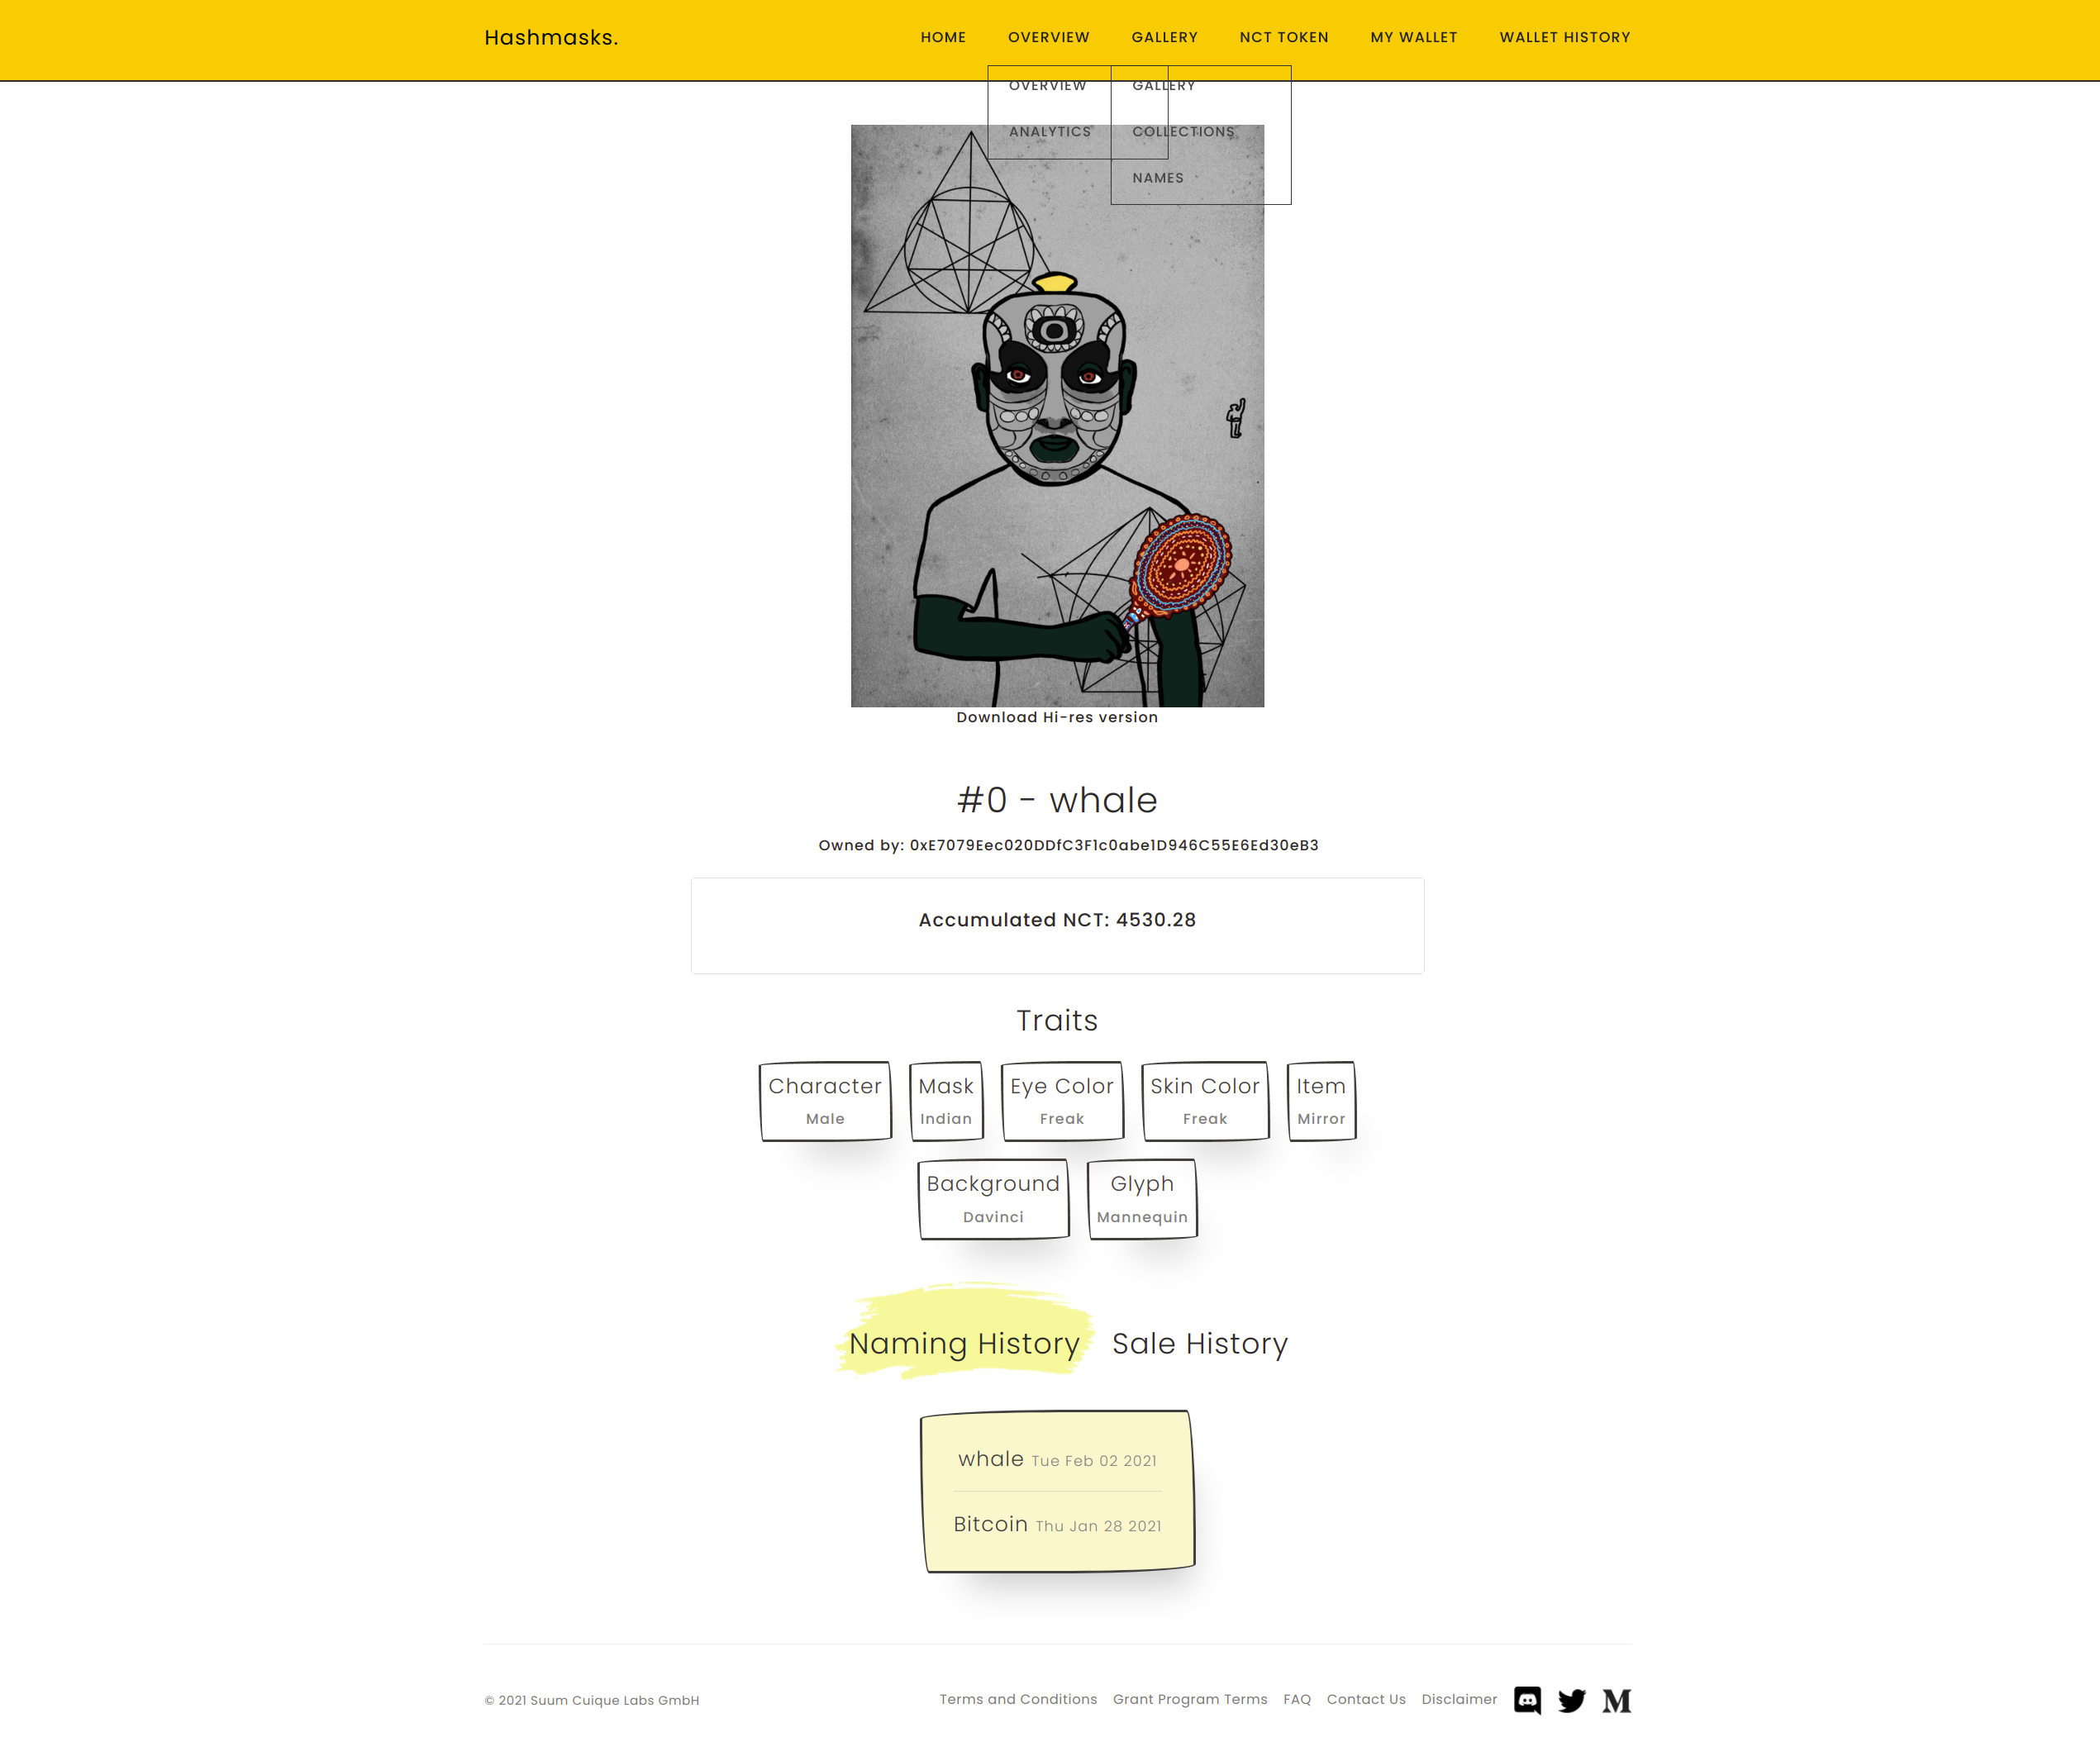 Hashmasks.
HOME OVERVIEW GALLERY NCT TOKEN MY WALLET WALLET HISTORY
OVERVIEW GALLERY
ANALYTICS COLLECTIONS
NAMES
Download Hi-res version
#0 - whale
Owned by: 0xE7079Eec020DDfC3F1c0abe1D946C55E6Ed30eB3
Accumulated NCT: 4530.28
Traits
Character Mask Eye Color Skin Color Item
Male Indian Freak Freak Mirror
Background Glyph
Davinci Mannequin
Naming History Sale History
whale Tue Feb 02 2021
Bitcoin Thu Jan 28 2021
© 2021 Suum Cuique Labs GmbH Terms and Conditions Grant Program Terms FAQ Contact Us Disclaimer